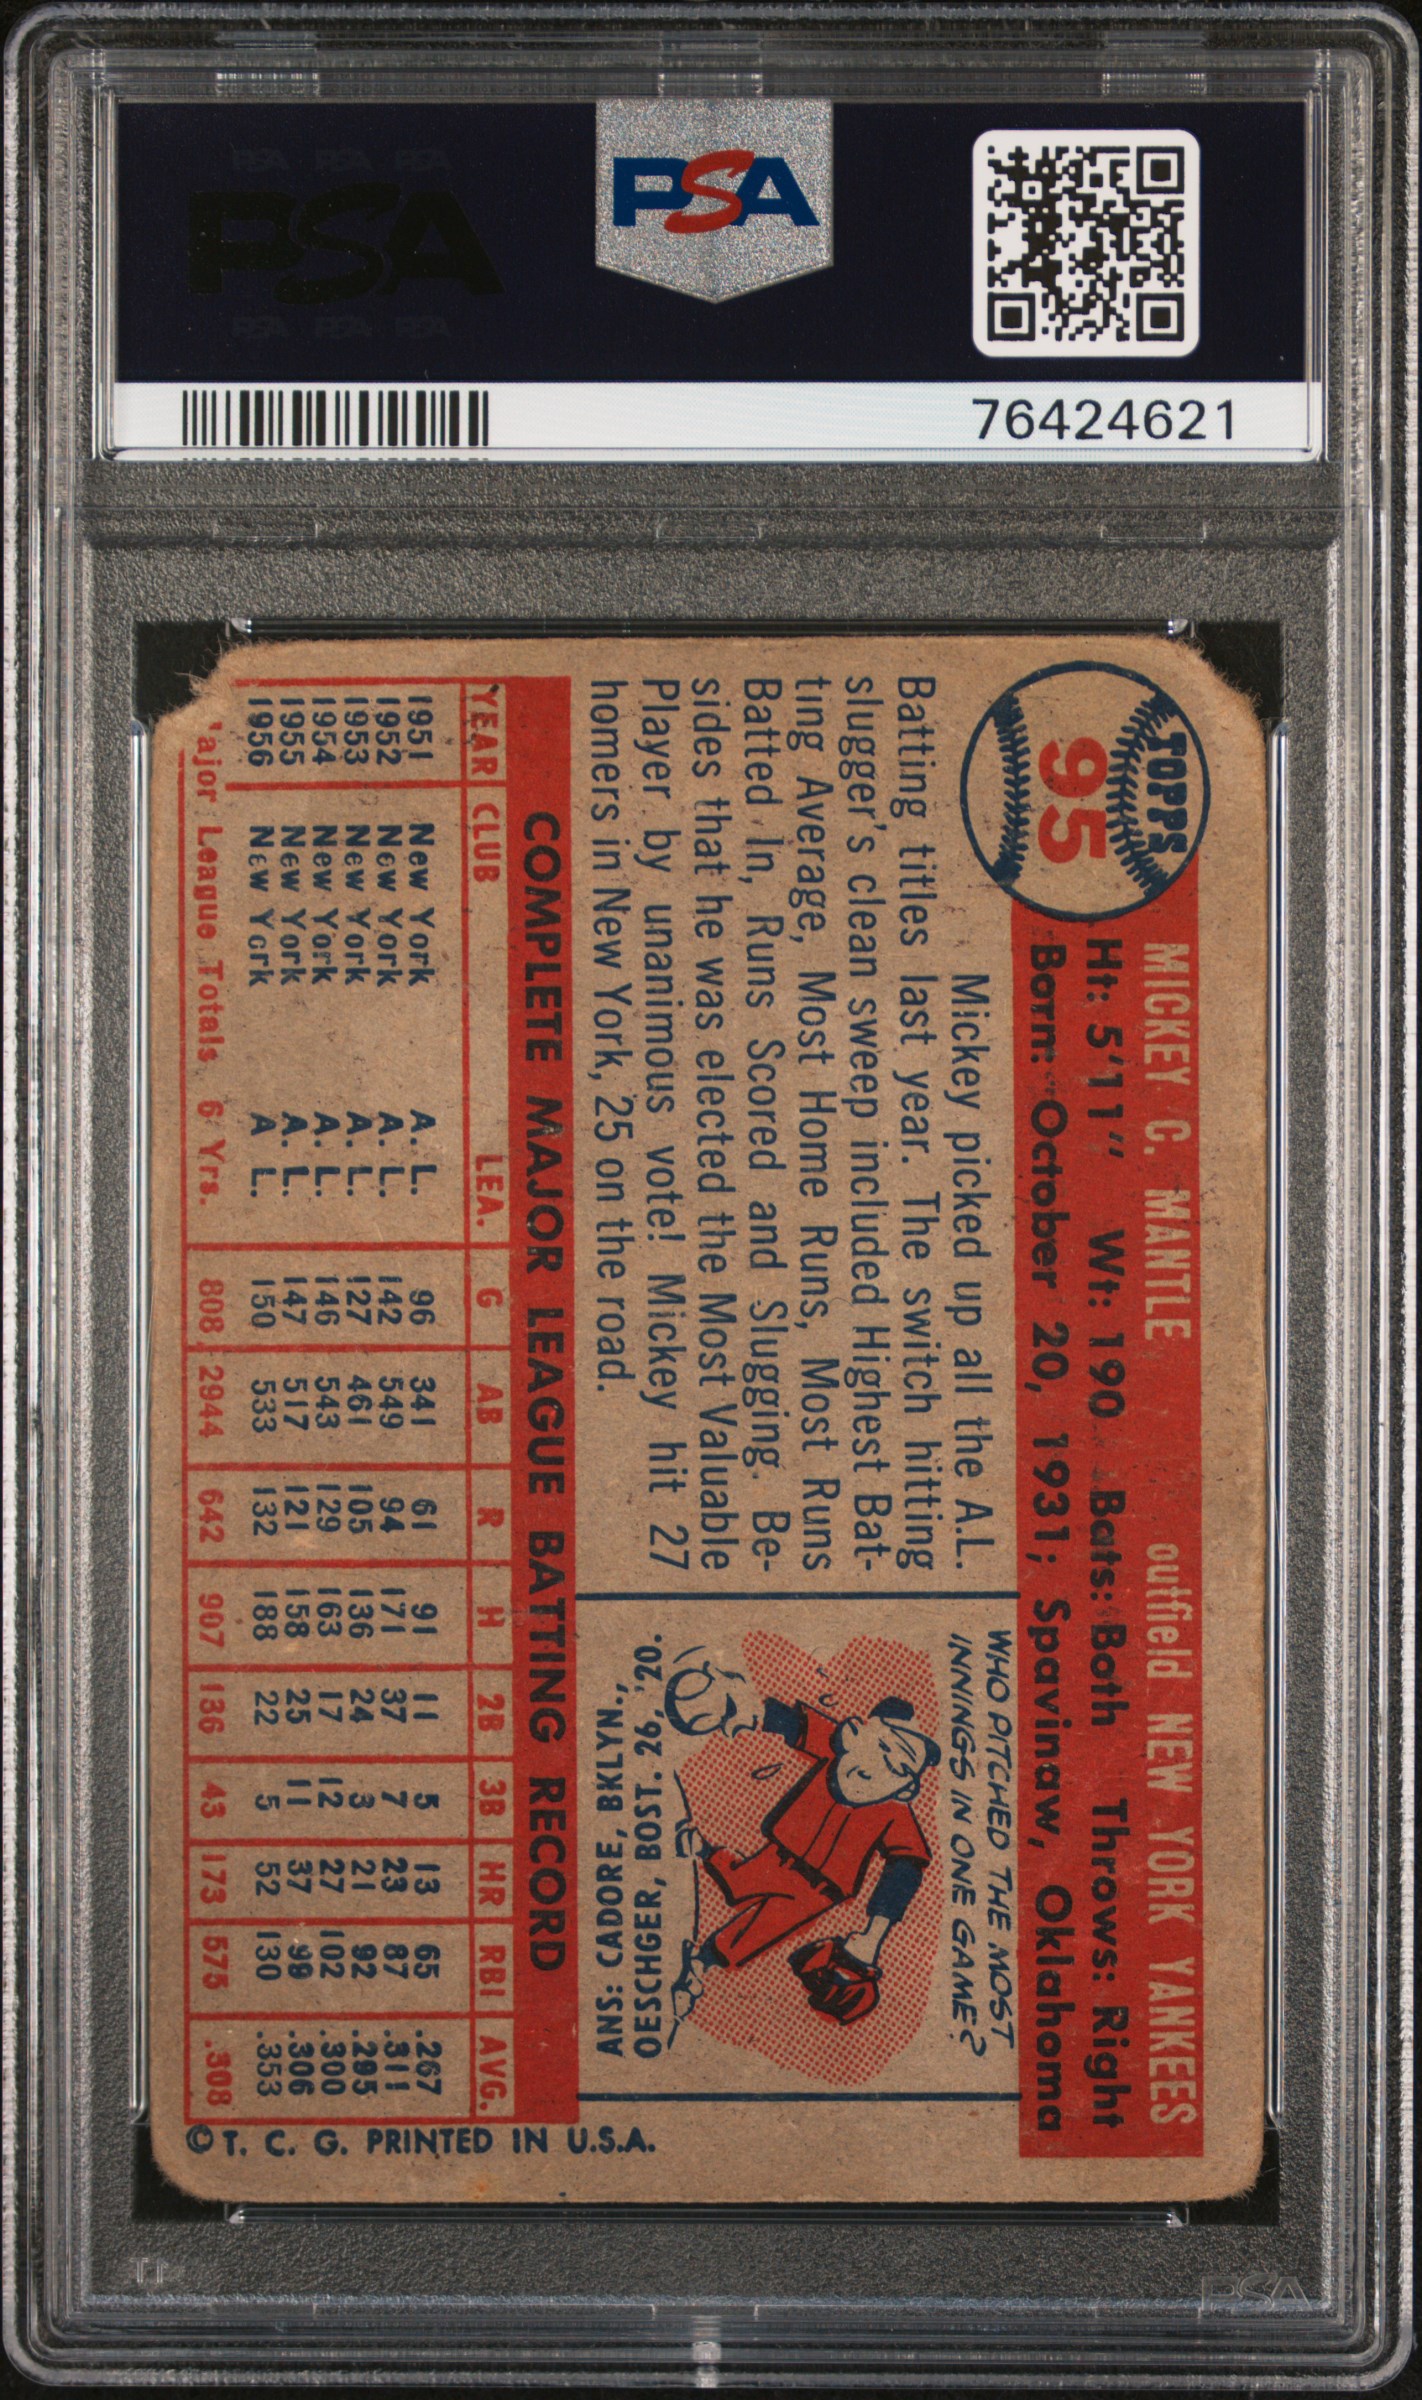 PSA
PSA
76424621
TOPPS
95
MICKEY C. MANTLE outfield NEW YORK YANKEES
Ht: 5'11" Wt: 190 Bats: Both Throws: Right
Born: October 20, 1931; Spavinaw, Oklahoma
Mickey picked up all the A.L.
Batting titles last year. The switch hitting
slugger's clean sweep included Highest Bat-
ting Average, Most Home Runs, Most Runs
Batted In, Runs Scored and Slugging. Be-
sides that he was elected the Most Valuable
Player by unanimous vote! Mickey hit 27
homers in New York, 25 on the road.
WHO PITCHED THE MOST
INNINGS IN ONE GAME?
ANS: CADORE, BKLYN.,
OESCHGER, BOST. 26, '20.
COMPLETE MAJOR LEAGUE BATTING RECORD
YEAR CLUB LEA. G AB R H 2B 3B HR RBI AVG.
1951 New York A. L. 96 341 61 91 11 5 13 65 .267
1952 New York A. L. 142 549 94 171 37 7 23 87 .311
1953 New York A. L. 127 461 105 136 24 3 21 92 .295
1954 New York A. L. 146 543 129 163 17 12 27 102 .300
1955 New York A. L. 147 517 121 158 25 11 37 99 .306
1956 New York A L. 150 533 132 188 22 5 52 130 .353
ajor League Totals 6 Yrs. 808 2944 642 907 136 43 173 575 .308
© T. C. G. PRINTED IN U.S.A.
PSA